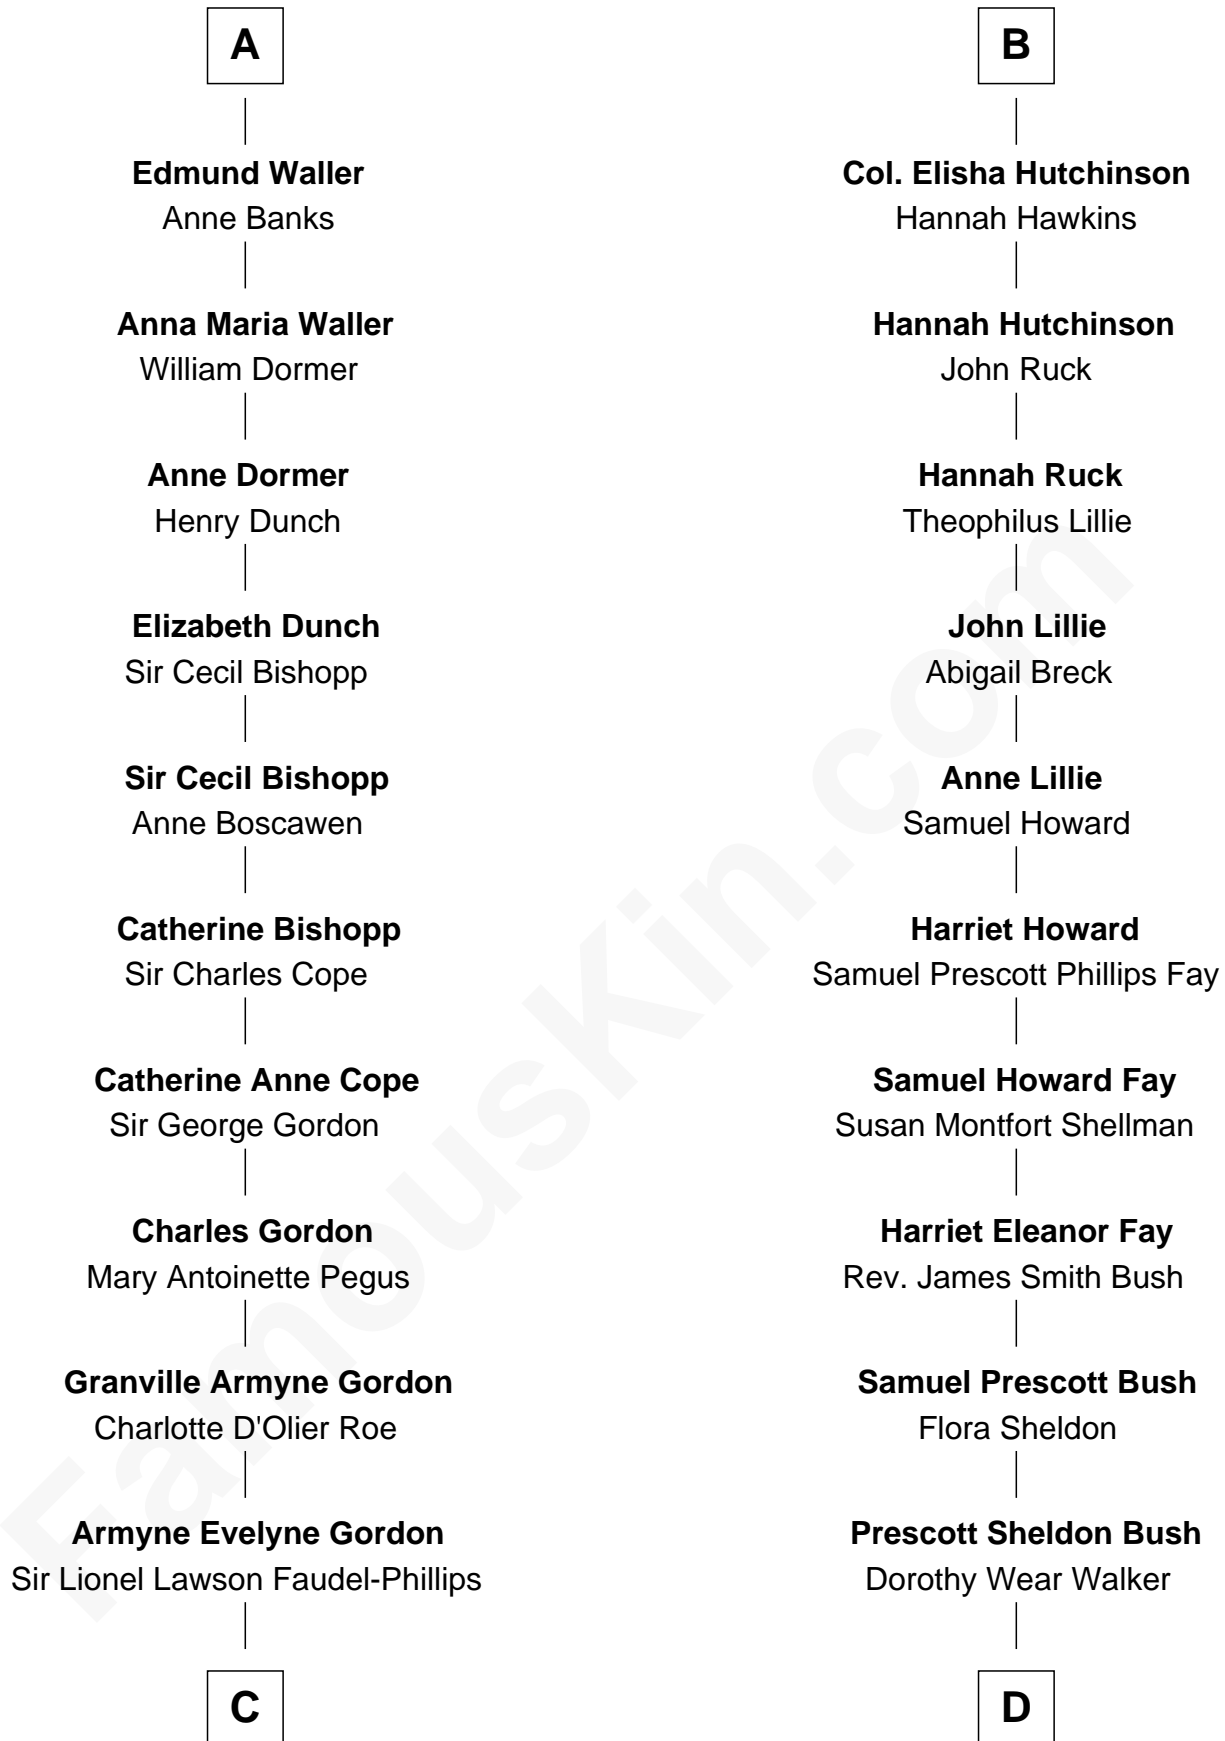 A
Edmund Waller
Anne Banks
Anna Maria Waller
William Dormer
Anne Dormer
Henry Dunch
Elizabeth Dunch
Sir Cecil Bishopp
Sir Cecil Bishopp
Anne Boscawen
Catherine Bishopp
Sir Charles Cope
Catherine Anne Cope
Sir George Gordon
Charles Gordon
Mary Antoinette Pegus
Granville Armyne Gordon
Charlotte D'Olier Roe
Armyne Evelyne Gordon
Sir Lionel Lawson Faudel-Phillips
C
B
Col. Elisha Hutchinson
Hannah Hawkins
Hannah Hutchinson
John Ruck
Hannah Ruck
Theophilus Lillie
John Lillie
Abigail Breck
Anne Lillie
Samuel Howard
Harriet Howard
Samuel Prescott Phillips Fay
Samuel Howard Fay
Susan Montfort Shellman
Harriet Eleanor Fay
Rev. James Smith Bush
Samuel Prescott Bush
Flora Sheldon
Prescott Sheldon Bush
Dorothy Wear Walker
D
FamousKin.com